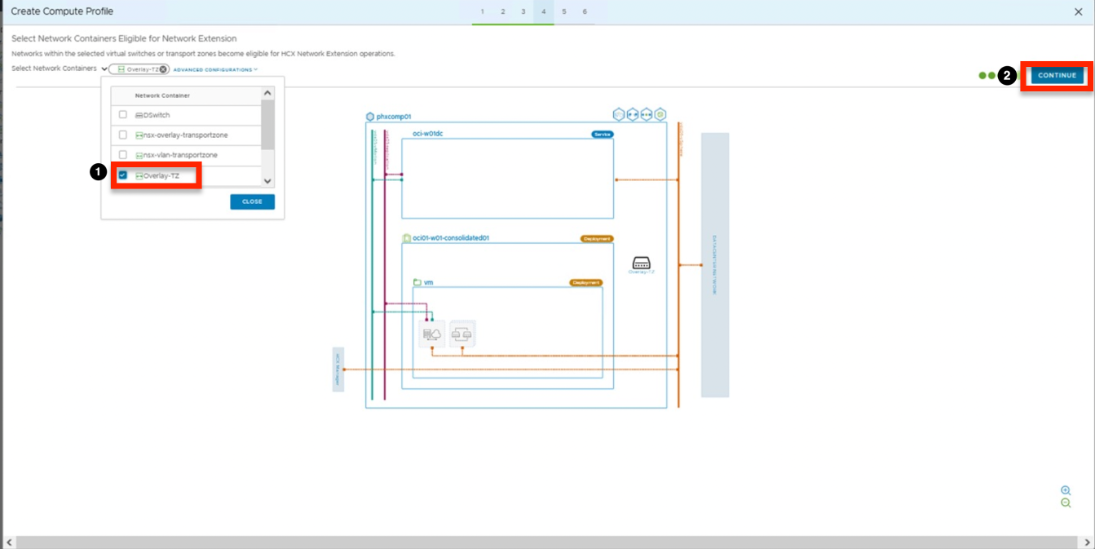 Create Compute Profile
1 2 3 4 5 6
Select Network Containers Eligible for Network Extension
Networks within the selected virtual switches or transport zones become eligible for HCX Network Extension operations.
Select Network Containers Overlay-TZ ADVANCED CONFIGURATIONS
2 CONTINUE
Network Container
DSwitch
nsx-overlay-transportzone
nsx-vlan-transportzone
1 Overlay-TZ
CLOSE
phxcomp01
oci-w01dc Service
oci01-w01-consolidated01 Deployment
Overlay-TZ
vm Deployment
HCX Manager